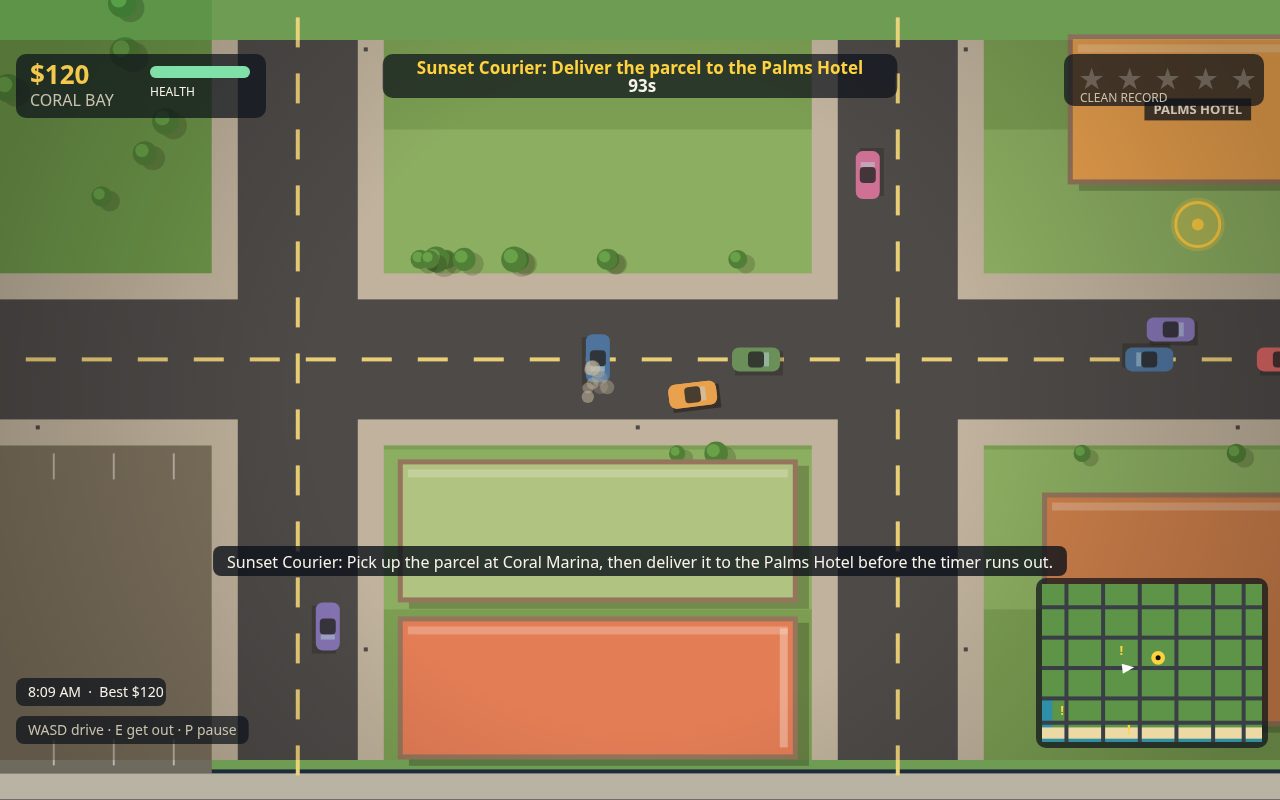 $120
CORAL BAY
HEALTH
Sunset Courier: Deliver the parcel to the Palms Hotel
93s
CLEAN RECORD
PALMS HOTEL
Sunset Courier: Pick up the parcel at Coral Marina, then deliver it to the Palms Hotel before the timer runs out.
!
!
!
8:09 AM · Best $120
WASD drive · E get out · P pause